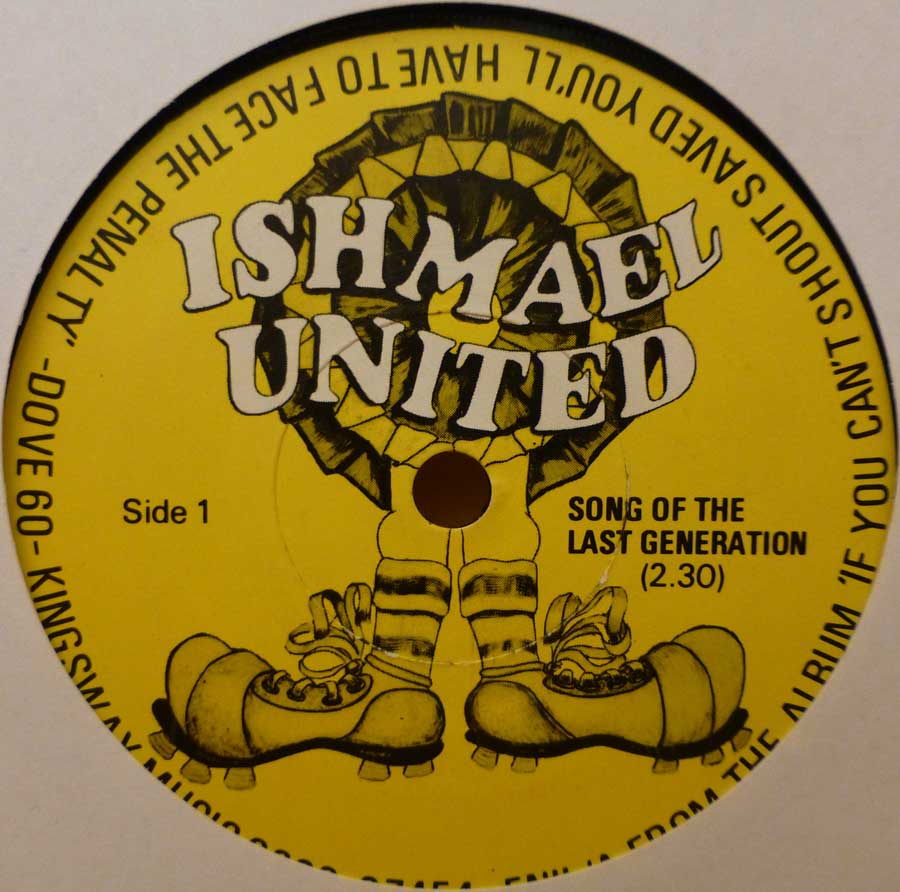 ISHMAEL
UNITED
Side 1
SONG OF THE
LAST GENERATION
(2.30)
FROM THE ALBUM 'IF YOU CAN'T SHOUT SAVED YOU'LL HAVE TO FACE THE PENALTY' -DOVE 60- KINGSWAY MUSIC